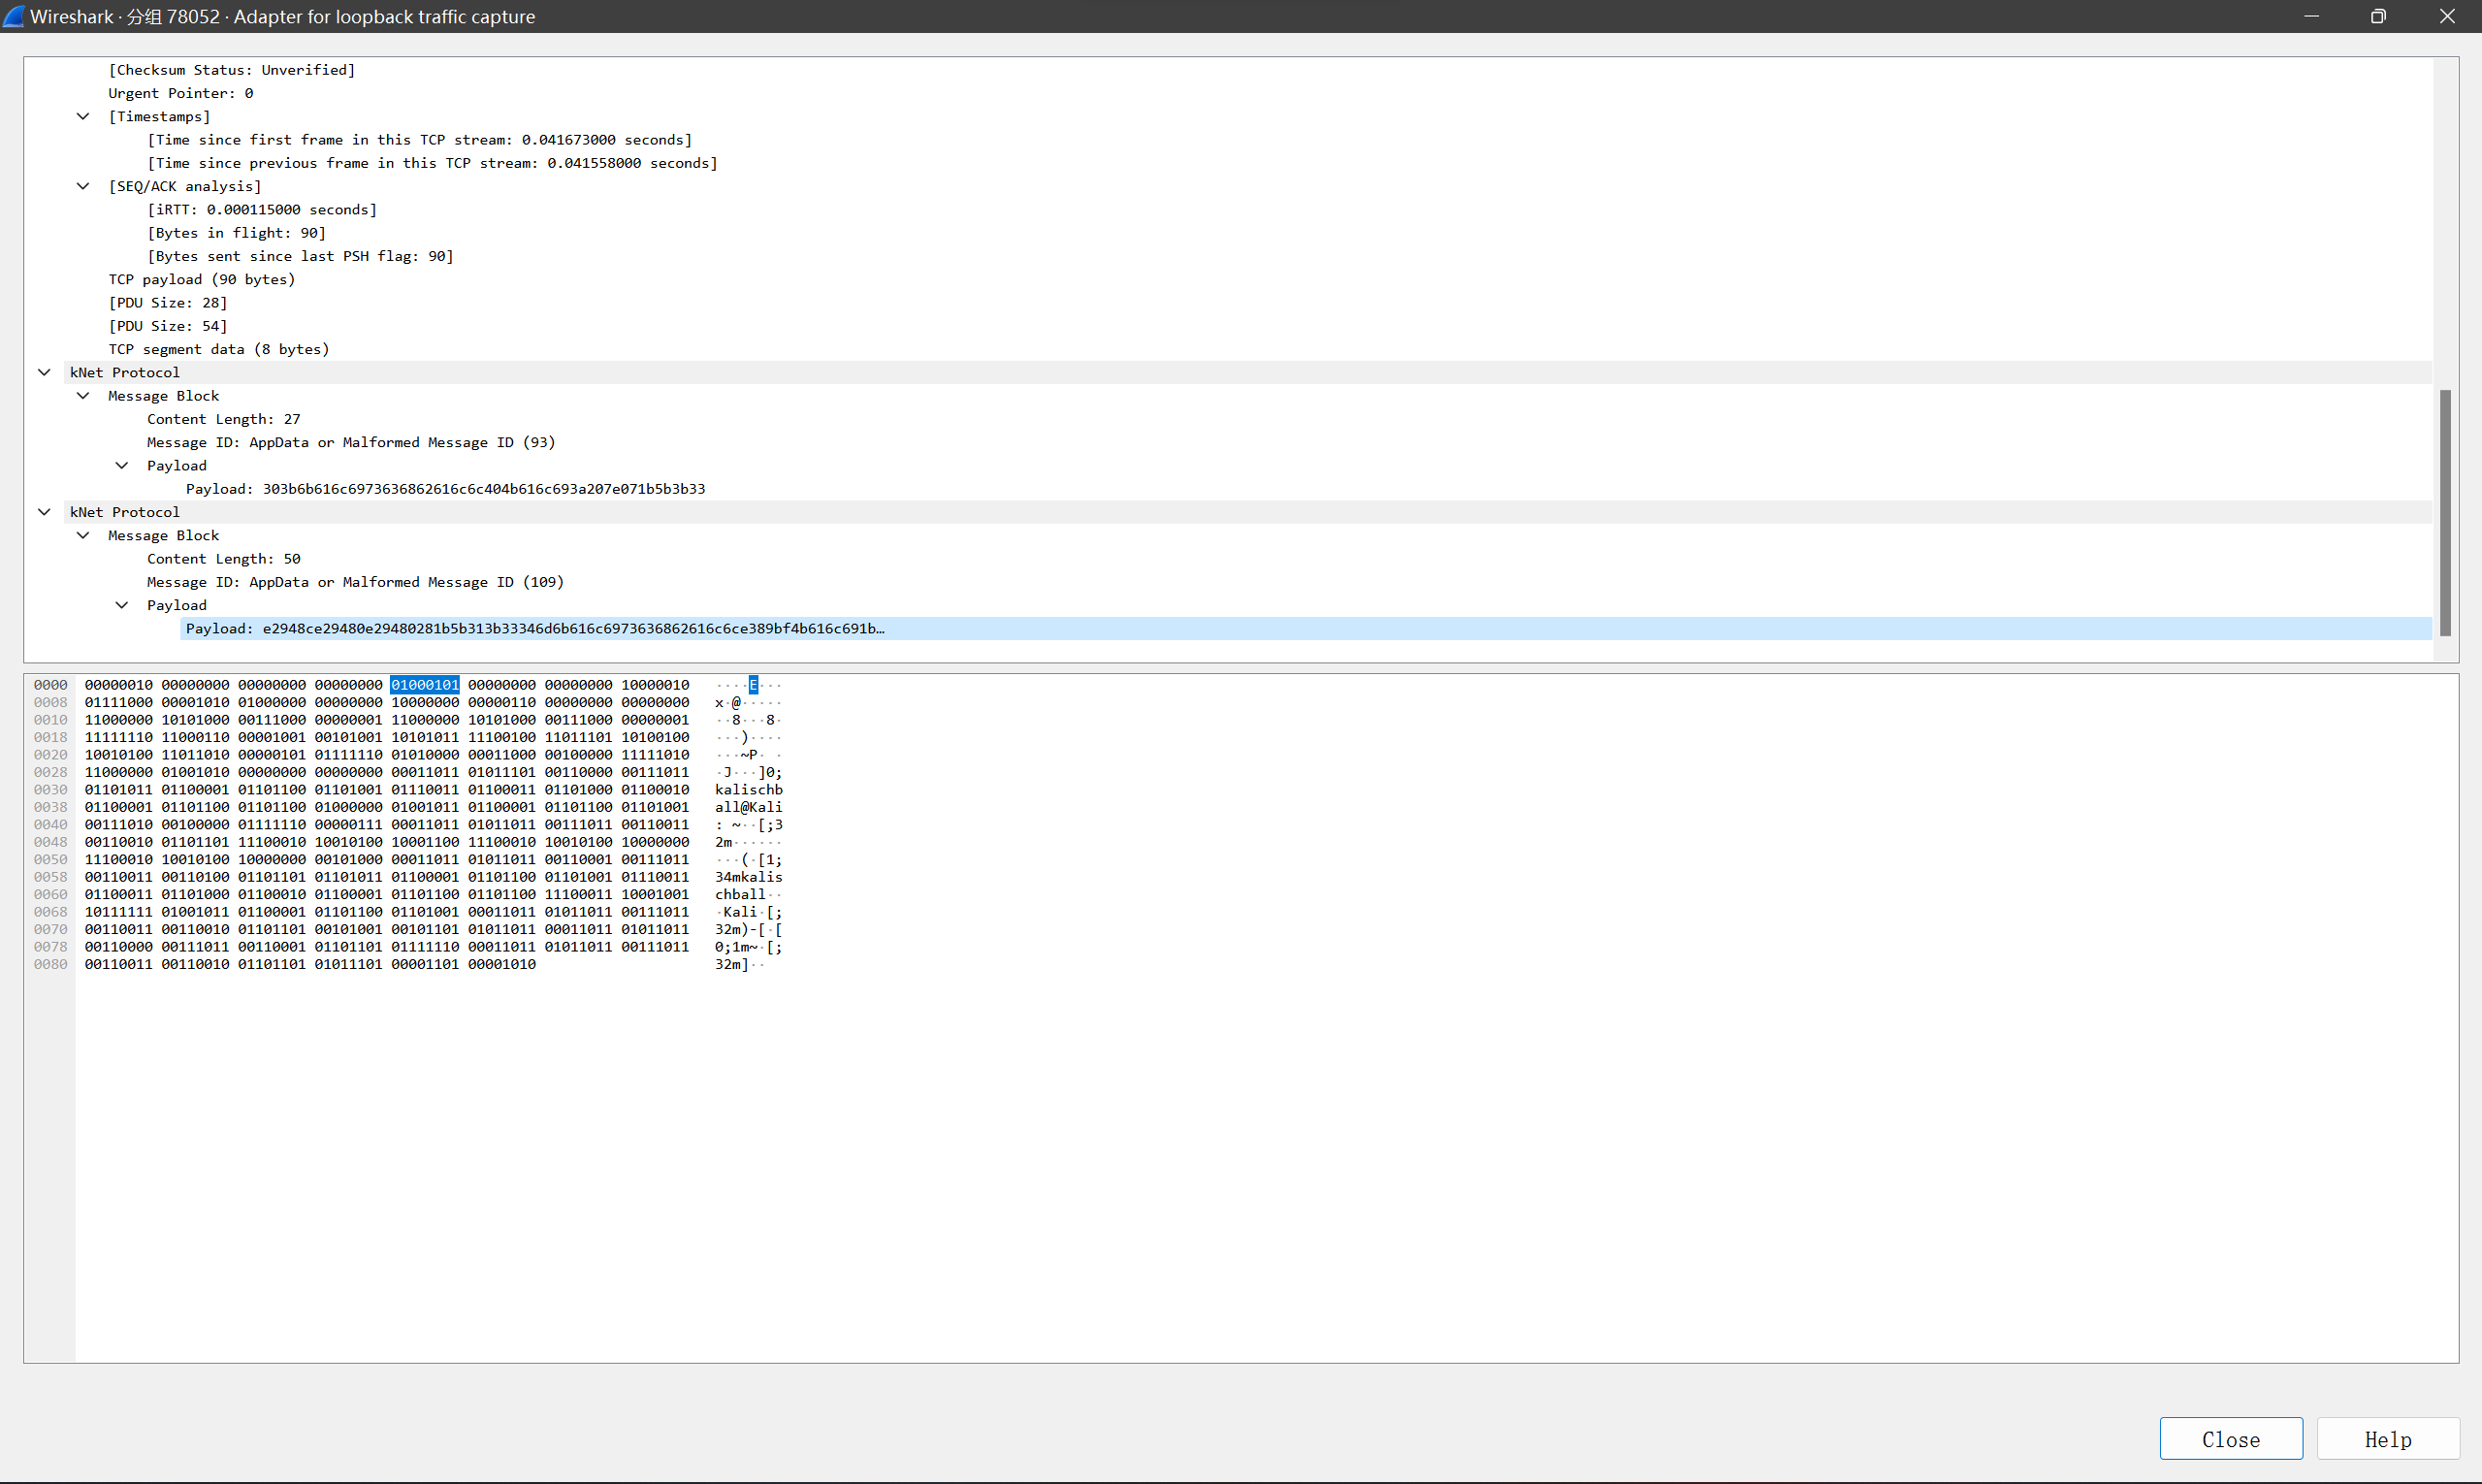 Wireshark · 分组 78052 · Adapter for loopback traffic capture
[Checksum Status: Unverified]
Urgent Pointer: 0
[Timestamps]
[Time since first frame in this TCP stream: 0.041673000 seconds]
[Time since previous frame in this TCP stream: 0.041558000 seconds]
[SEQ/ACK analysis]
[iRTT: 0.000115000 seconds]
[Bytes in flight: 90]
[Bytes sent since last PSH flag: 90]
TCP payload (90 bytes)
[PDU Size: 28]
[PDU Size: 54]
TCP segment data (8 bytes)
kNet Protocol
Message Block
Content Length: 27
Message ID: AppData or Malformed Message ID (93)
Payload
Payload: 303b6b616c6973636862616c6c404b616c693a207e071b5b3b33
kNet Protocol
Message Block
Content Length: 50
Message ID: AppData or Malformed Message ID (109)
Payload
Payload: e2948ce29480e29480281b5b313b33346d6b616c6973636862616c6ce389bf4b616c691b…
0000 00000010 00000000 00000000 00000000 01000101 00000000 00000000 10000010 ····E···
0008 01111000 00001010 01000000 00000000 10000000 00000110 00000000 00000000 x·@·····
0010 11000000 10101000 00111000 00000001 11000000 10101000 00111000 00000001 ··8···8·
0018 11111110 11000110 00001001 00101001 10101011 11100100 11011101 10100100 ···)····
0020 10010100 11011010 00000101 01111110 01010000 00011000 00100000 11111010 ···~P· ·
0028 11000000 01001010 00000000 00000000 00011011 01011101 00110000 00111011 ·J···]0;
0030 01101011 01100001 01101100 01101001 01110011 01100011 01101000 01100010 kalischb
0038 01100001 01101100 01101100 01000000 01001011 01100001 01101100 01101001 all@Kali
0040 00111010 00100000 01111110 00000111 00011011 01011011 00111011 00110011 : ~··[;3
0048 00110010 01101101 11100010 10010100 10001100 11100010 10010100 10000000 2m······
0050 11100010 10010100 10000000 00101000 00011011 01011011 00110001 00111011 ···(·[1;
0058 00110011 00110100 01101101 01101011 01100001 01101100 01101001 01110011 34mkalis
0060 01100011 01101000 01100010 01100001 01101100 01101100 11100011 10001001 chball··
0068 10111111 01001011 01100001 01101100 01101001 00011011 01011011 00111011 ·Kali·[;
0070 00110011 00110010 01101101 00101001 00101101 01011011 00011011 01011011 32m)-[·[
0078 00110000 00111011 00110001 01101101 01111110 00011011 01011011 00111011 0;1m~·[;
0080 00110011 00110010 01101101 01011101 00001101 00001010 32m]··
Close
Help